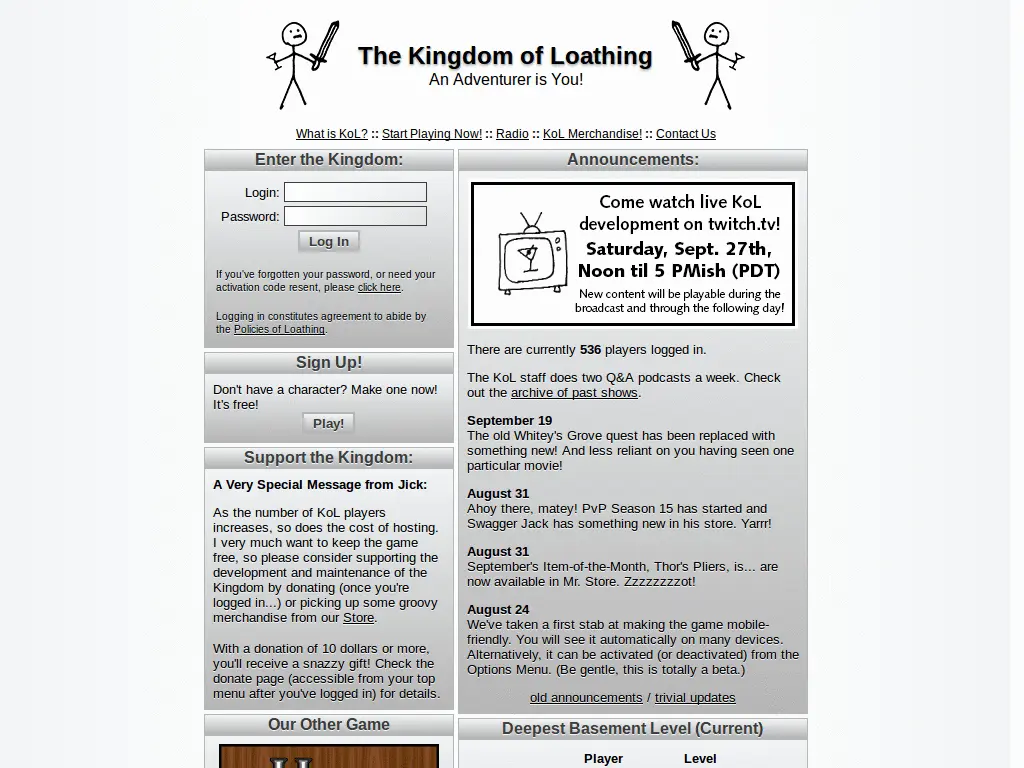 The Kingdom of Loathing
An Adventurer is You!
What is KoL? :: Start Playing Now! :: Radio :: KoL Merchandise! :: Contact Us
Enter the Kingdom:
Login:
Password:
Log In
If you've forgotten your password, or need your
activation code resent, please click here.
Logging in constitutes agreement to abide by
the Policies of Loathing.
Sign Up!
Don't have a character? Make one now!
It's free!
Play!
Support the Kingdom:
A Very Special Message from Jick:
As the number of KoL players
increases, so does the cost of hosting.
I very much want to keep the game
free, so please consider supporting the
development and maintenance of the
Kingdom by donating (once you're
logged in...) or picking up some groovy
merchandise from our Store.
With a donation of 10 dollars or more,
you'll receive a snazzy gift! Check the
donate page (accessible from your top
menu after you've logged in) for details.
Our Other Game
Announcements:
Come watch live KoL
development on twitch.tv!
Saturday, Sept. 27th,
Noon til 5 PMish (PDT)
New content will be playable during the
broadcast and through the following day!
There are currently 536 players logged in.
The KoL staff does two Q&A podcasts a week. Check
out the archive of past shows.
September 19
The old Whitey's Grove quest has been replaced with
something new! And less reliant on you having seen one
particular movie!
August 31
Ahoy there, matey! PvP Season 15 has started and
Swagger Jack has something new in his store. Yarrr!
August 31
September's Item-of-the-Month, Thor's Pliers, is... are
now available in Mr. Store. Zzzzzzzzot!
August 24
We've taken a first stab at making the game mobile-
friendly. You will see it automatically on many devices.
Alternatively, it can be activated (or deactivated) from the
Options Menu. (Be gentle, this is totally a beta.)
old announcements / trivial updates
Deepest Basement Level (Current)
Player Level